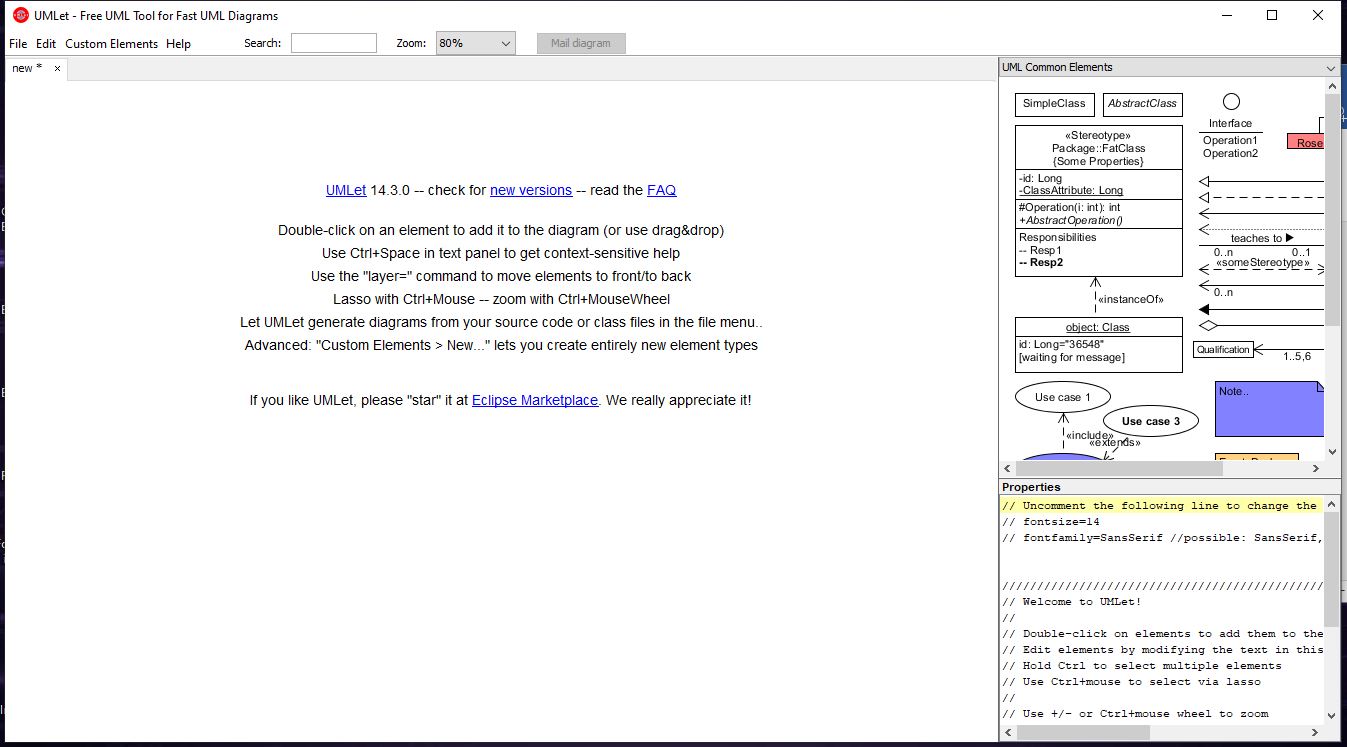 UMLet - Free UML Tool for Fast UML Diagrams
File Edit Custom Elements Help Search: Zoom: 80% Mail diagram
new *
UMLet 14.3.0 -- check for new versions -- read the FAQ
Double-click on an element to add it to the diagram (or use drag&drop)
Use Ctrl+Space in text panel to get context-sensitive help
Use the "layer=" command to move elements to front/to back
Lasso with Ctrl+Mouse -- zoom with Ctrl+MouseWheel
Let UMLet generate diagrams from your source code or class files in the file menu..
Advanced: "Custom Elements > New..." lets you create entirely new element types
If you like UMLet, please "star" it at Eclipse Marketplace. We really appreciate it!
UML Common Elements
SimpleClass
AbstractClass
«Stereotype»
Package::FatClass
{Some Properties}
-id: Long
-ClassAttribute: Long
#Operation(i: int): int
+AbstractOperation()
Responsibilities
-- Resp1
-- Resp2
«instanceOf»
object: Class
id: Long="36548"
[waiting for message]
Use case 1
Use case 3
«include»
«extends»
Interface
Operation1
Operation2
Rose
teaches to ▶
0..n 0..1
«someStereotype»
0..n
Qualification
1..5,6
Note..
Properties
// Uncomment the following line to change the
// fontsize=14
// fontfamily=SansSerif //possible: SansSerif,
//////////////////////////////////////////////
// Welcome to UMLet!
//
// Double-click on elements to add them to the
// Edit elements by modifying the text in this
// Hold Ctrl to select multiple elements
// Use Ctrl+mouse to select via lasso
//
// Use +/- or Ctrl+mouse wheel to zoom